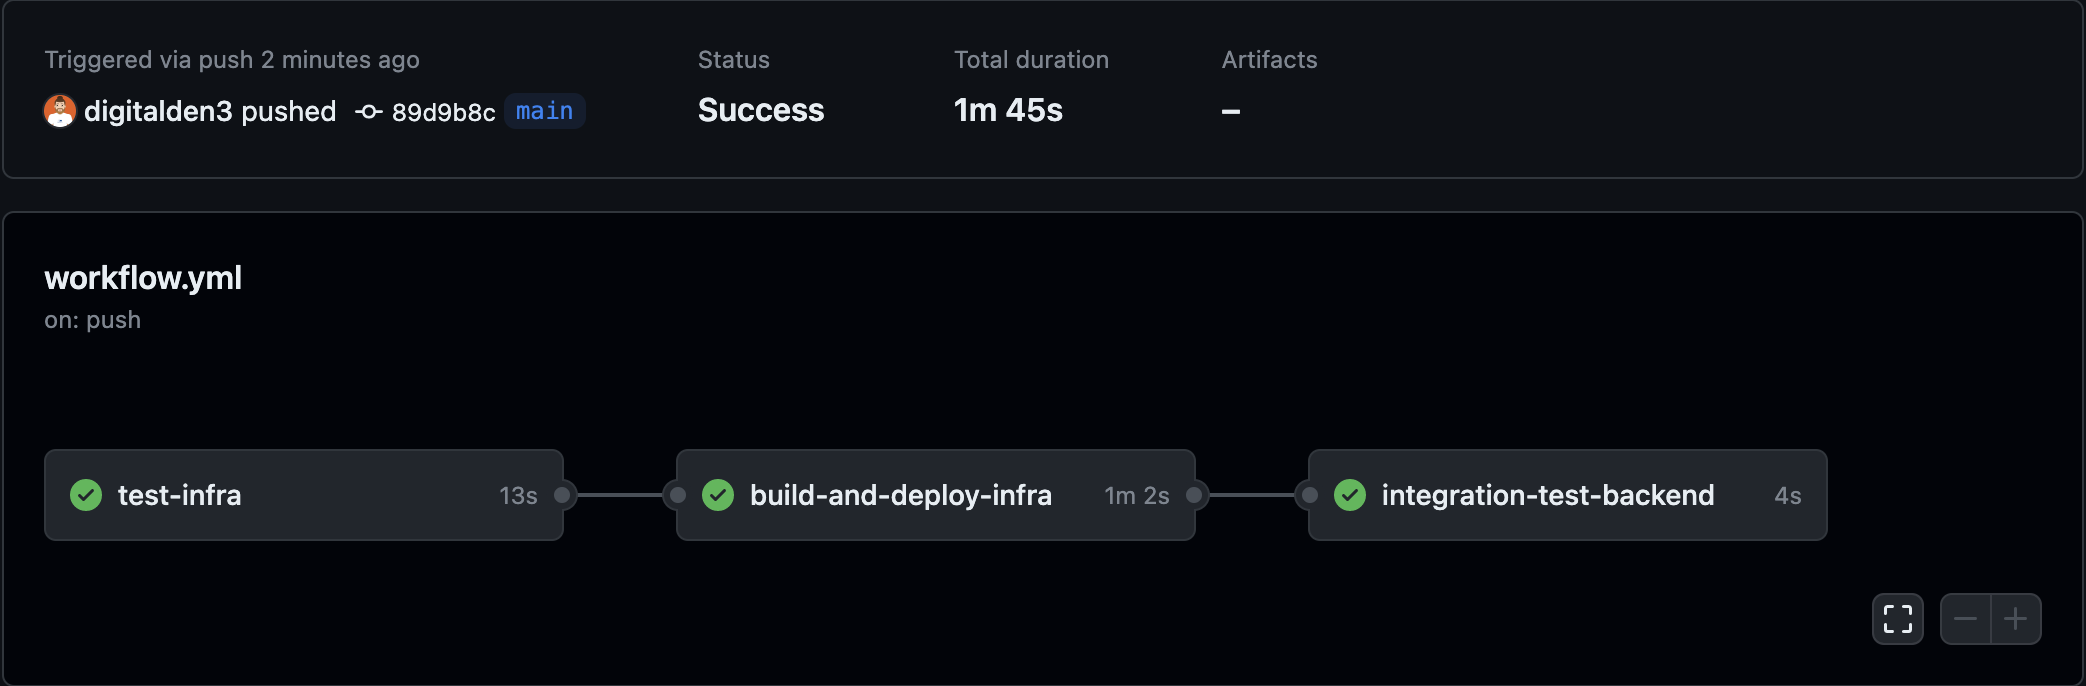 Triggered via push 2 minutes ago
digitalden3 pushed 89d9b8c main
Status
Success
Total duration
1m 45s
Artifacts
–
workflow.yml
on: push
test-infra 13s
build-and-deploy-infra 1m 2s
integration-test-backend 4s